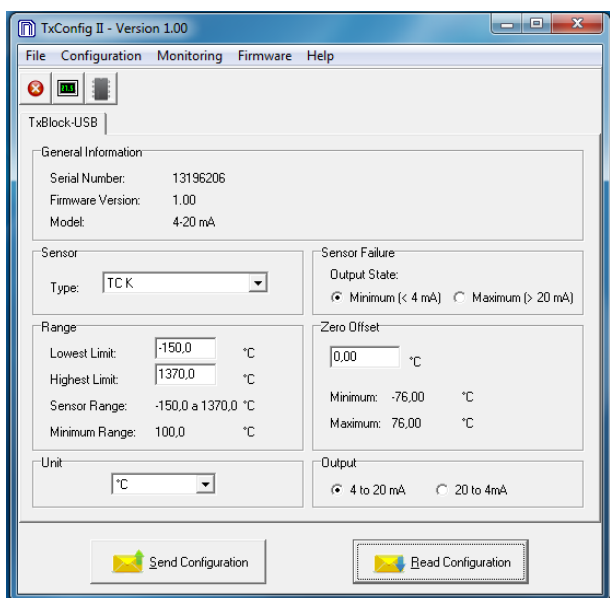 TxConfig II - Version 1.00
File Configuration Monitoring Firmware Help
TxBlock-USB
General Information
Serial Number: 13196206
Firmware Version: 1.00
Model: 4-20 mA
Sensor
Type: TC K
Sensor Failure
Output State:
Minimum (< 4 mA) Maximum (> 20 mA)
Range
Lowest Limit: -150,0 °C
Highest Limit: 1370,0 °C
Sensor Range: -150,0 a 1370,0 °C
Minimum Range: 100,0 °C
Zero Offset
0,00 °C
Minimum: -76,00 °C
Maximum: 76,00 °C
Unit
°C
Output
4 to 20 mA 20 to 4mA
Send Configuration Read Configuration